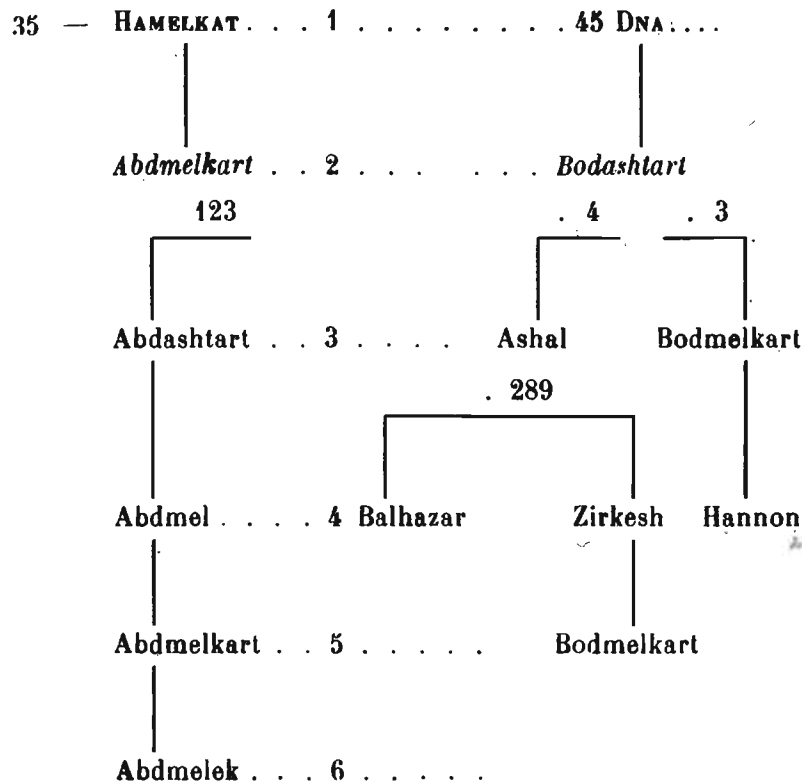 35 — HAMELKAT . . . 1 . . . . . . . . . 45 DNA . . . .
Abdmelkart . . 2 . . . . . . Bodashtart
123 . 4 . 3
Abdashtart . . 3 . . . . Ashal Bodmelkart
. 289
Abdmel . . . . 4 Balhazar Zirkesh Hannon
Abdmelkart . . 5 . . . . . Bodmelkart
Abdmelek . . . 6 . . . . .